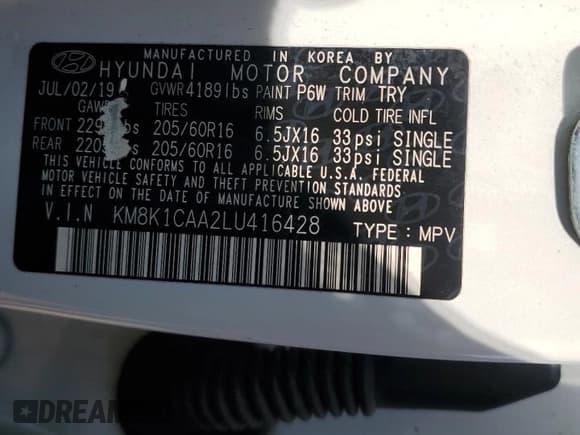 MANUFACTURED IN KOREA BY
HYUNDAI MOTOR COMPANY
JUL/02/19 GVWR 4189lbs PAINT P6W TRIM TRY
TIRES RIMS COLD TIRE INFL
FRONT 205/60R16 6.5JX16 33psi SINGLE
REAR 205/60R16 6.5JX16 33psi SINGLE
THIS VEHICLE CONFORMS TO ALL APPLICABLE U.S.A. FEDERAL
MOTOR VEHICLE SAFETY AND THEFT PREVENTION STANDARDS
IN EFFECT ON THE DATE OF MANUFACTURE SHOWN ABOVE
V.I.N KM8K1CAA2LU416428 TYPE : MPV